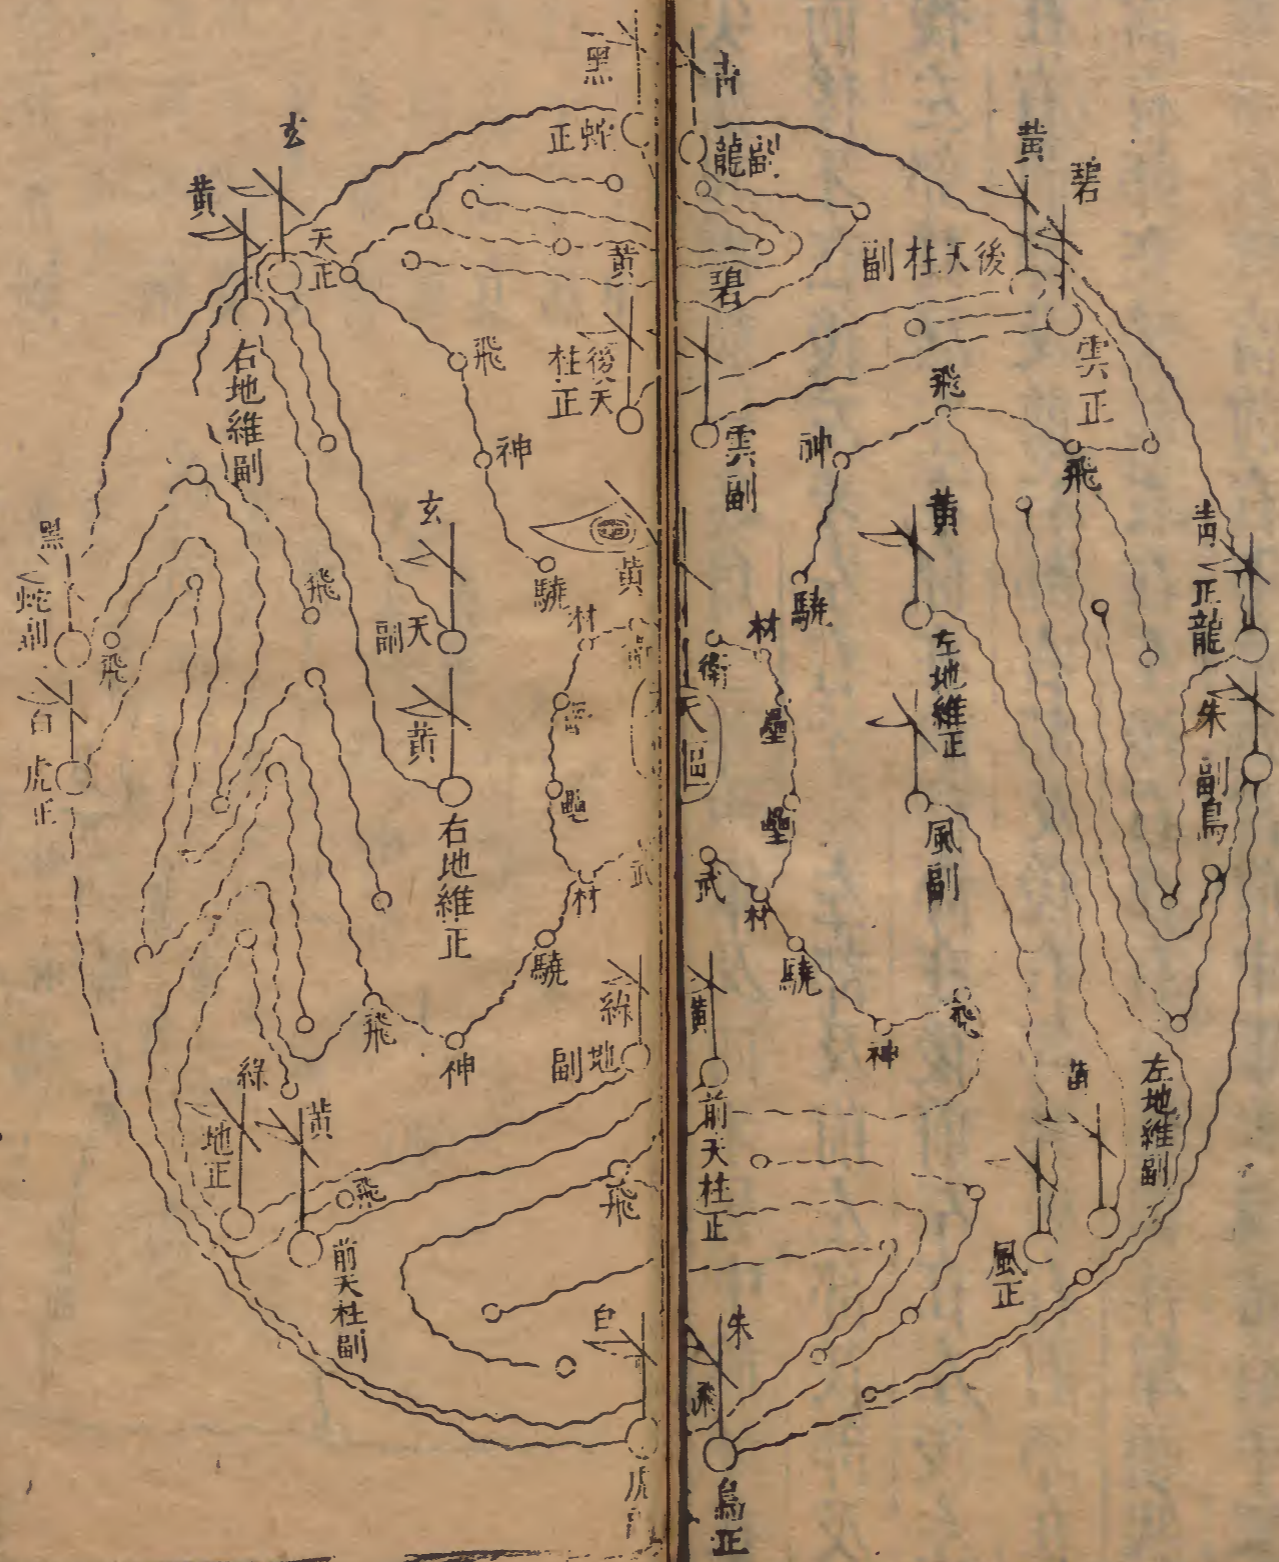 青
龍副
黄
碧
後天柱副
雲正
碧
雲副
飛
飛
神
驍
黄
左地維正
青
正龍
朱
副鳥
材
衛
壘
壘
天
武
材
驍
神
飛
風副
黄
前天柱正
左地維副
風正
朱
飛
鳥正
黑
蛇正
玄
天正
黄
右地維副
黄
後天柱正
飛
神
驍
黄
玄
天副
材
黄
右地維正
飛
黑
蛇副
飛
白
虎正
材
武
驍
神
飛
綠
地副
綠
地正
黄
前天柱副
飛
飛
白
虎